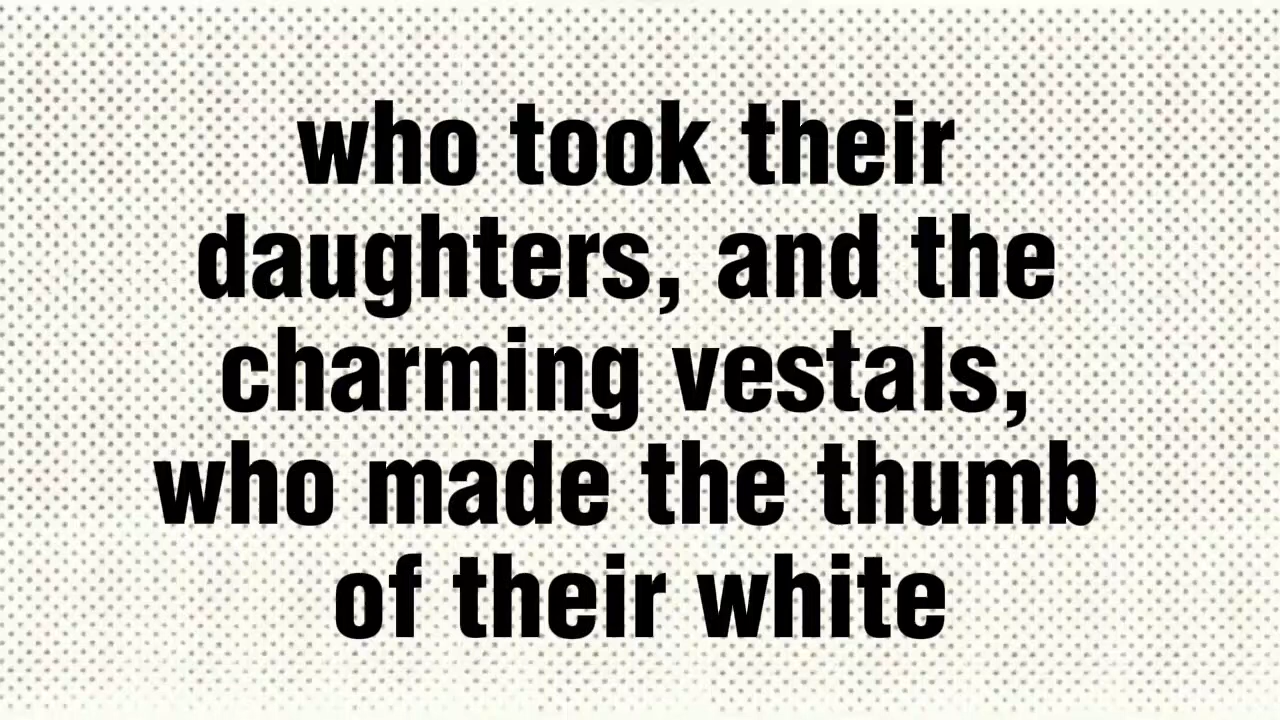 who took their
daughters, and the
charming vestals,
who made the thumb
of their white